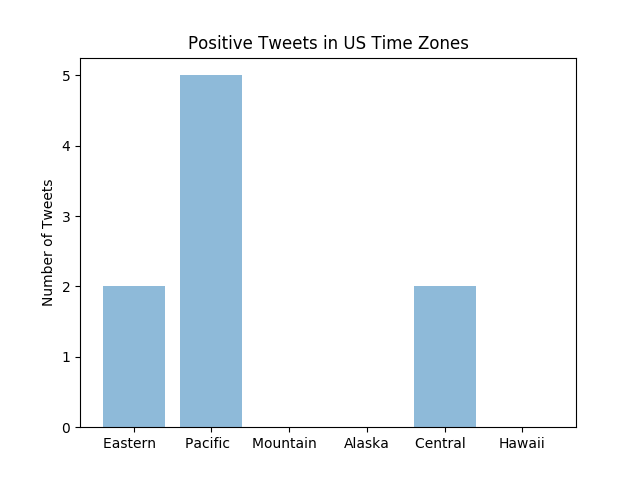 Positive Tweets in US Time Zones
Number of Tweets
5
4
3
2
1
0
Eastern Pacific Mountain Alaska Central Hawaii